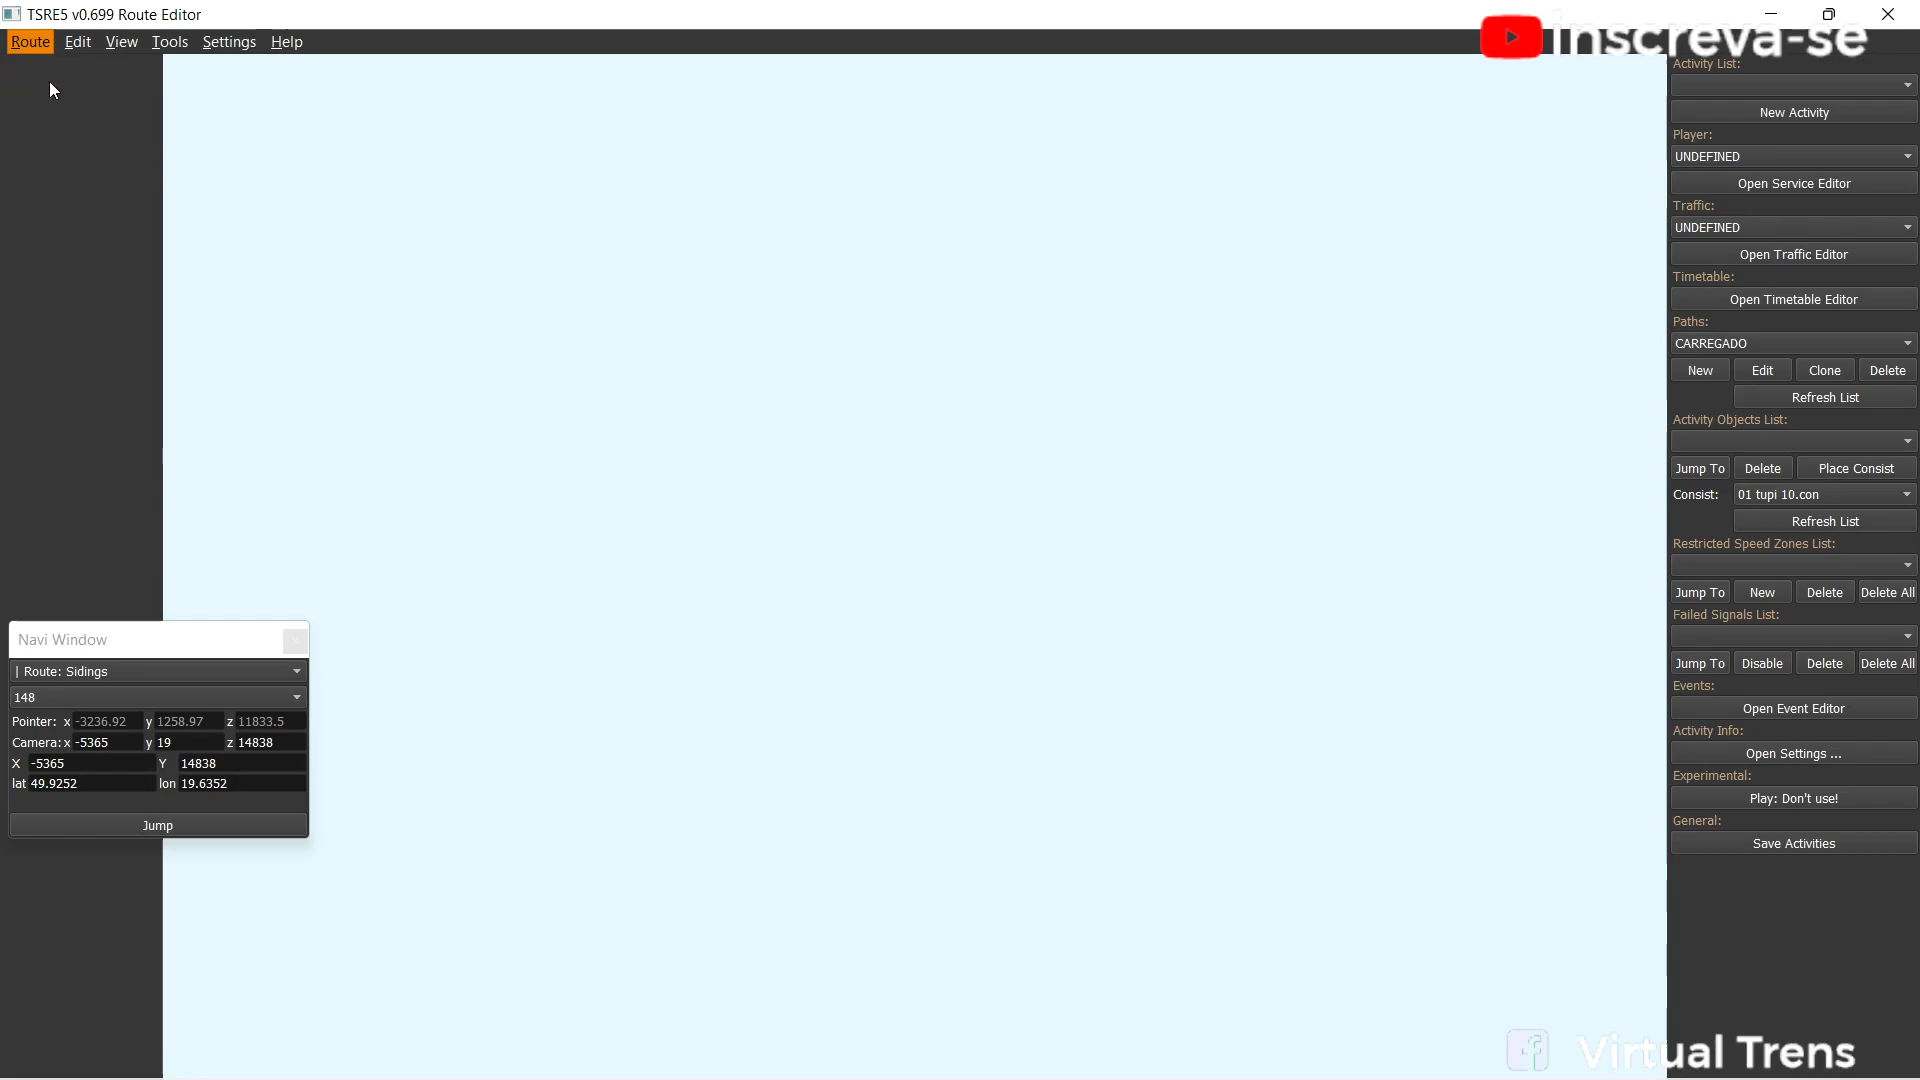 TSRE5 v0.699 Route Editor
Route Edit View Tools Settings Help
inscreva-se
Activity List:
New Activity
Player:
UNDEFINED
Open Service Editor
Traffic:
UNDEFINED
Open Traffic Editor
Timetable:
Open Timetable Editor
Paths:
CARREGADO
New Edit Clone Delete
Refresh List
Activity Objects List:
Jump To Delete Place Consist
Consist: 01 tupi 10.con
Refresh List
Restricted Speed Zones List:
Jump To New Delete Delete All
Failed Signals List:
Jump To Disable Delete Delete All
Events:
Open Event Editor
Activity Info:
Open Settings ...
Experimental:
Play: Don't use!
General:
Save Activities
Navi Window
| Route: Sidings
148
Pointer: x -3236.92 y 1258.97 z 11833.5
Camera: x -5365 y 19 z 14838
X -5365 Y 14838
lat 49.9252 lon 19.6352
Jump
Virtual Trens